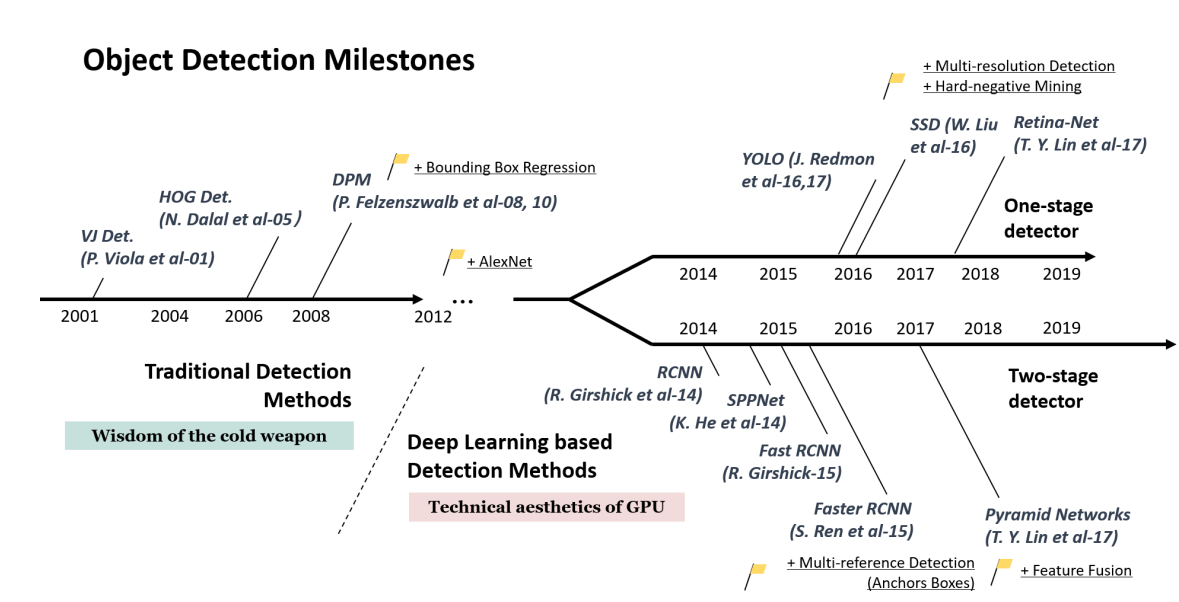 Object Detection Milestones
+ Multi-resolution Detection
+ Hard-negative Mining
SSD (W. Liu
et al-16)
Retina-Net
(T. Y. Lin et al-17)
YOLO (J. Redmon
et al-16,17)
+ Bounding Box Regression
DPM
(P. Felzenszwalb et al-08, 10)
HOG Det.
(N. Dalal et al-05)
VJ Det.
(P. Viola et al-01)
One-stage
detector
+ AlexNet
...
2014 2015 2016 2017 2018 2019
2001 2004 2006 2008 2012
2014 2015 2016 2017 2018 2019
Traditional Detection
Methods
Wisdom of the cold weapon
RCNN
(R. Girshick et al-14)
SPPNet
(K. He et al-14)
Two-stage
detector
Deep Learning based
Detection Methods
Technical aesthetics of GPU
Fast RCNN
(R. Girshick-15)
Faster RCNN
(S. Ren et al-15)
Pyramid Networks
(T. Y. Lin et al-17)
+ Multi-reference Detection
(Anchors Boxes)
+ Feature Fusion